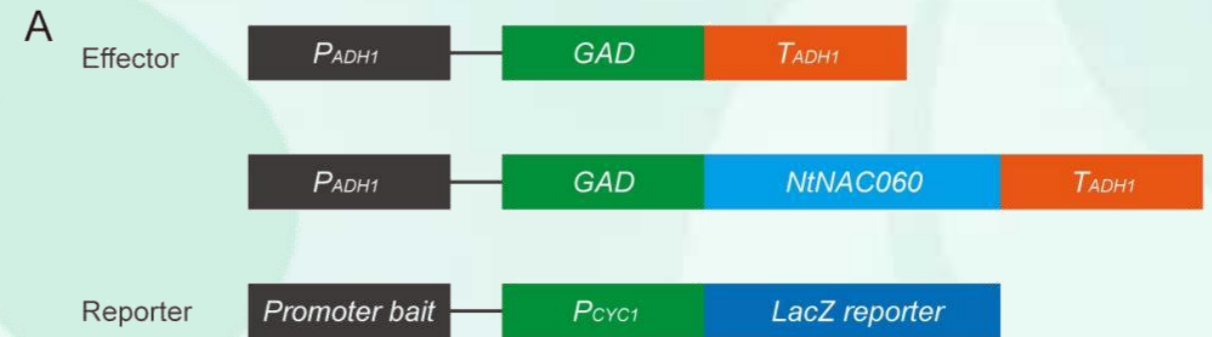 A
Effector PADH1 GAD TADH1
PADH1 GAD NtNAC060 TADH1
Reporter Promoter bait PCYC1 LacZ reporter